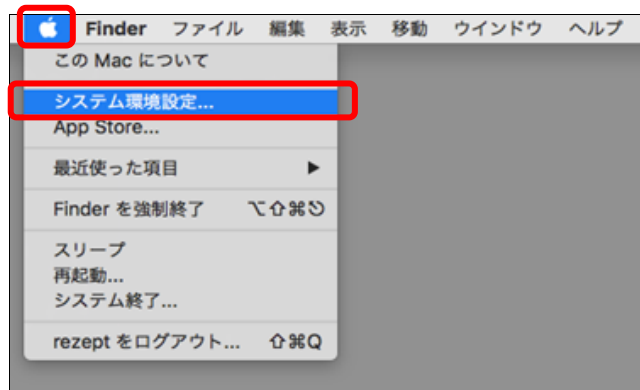 Finder ファイル 編集 表示 移動 ウインドウ ヘルプ
この Mac について
システム環境設定...
App Store...
最近使った項目 ▶
Finder を強制終了 ⌥⇧⌘⎋
スリープ
再起動...
システム終了...
rezept をログアウト... ⇧⌘Q